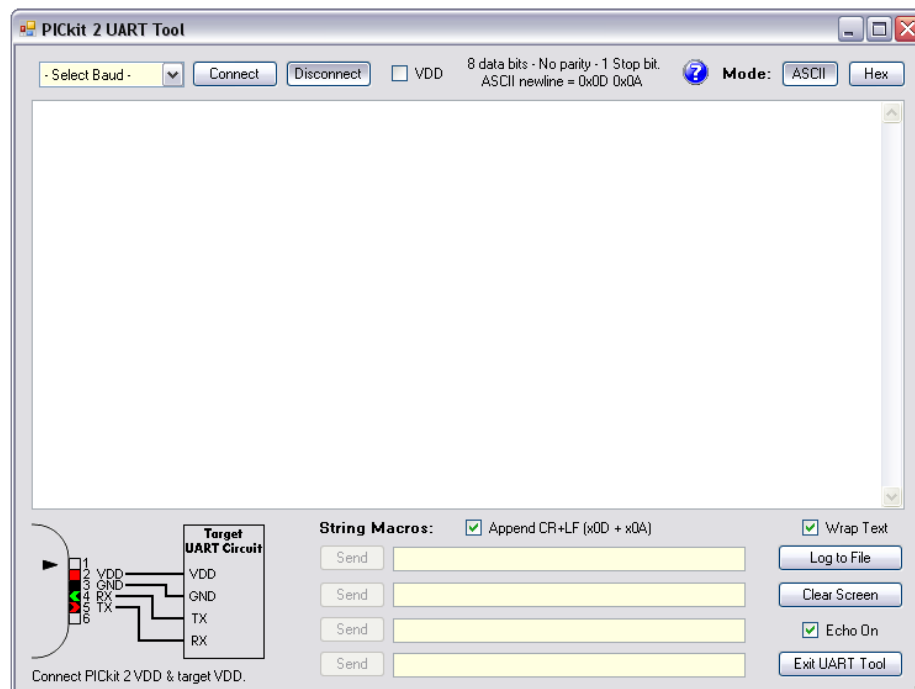 PICkit 2 UART Tool
- Select Baud -
Connect
Disconnect
VDD
8 data bits - No parity - 1 Stop bit.
ASCII newline = 0x0D 0x0A
?
Mode:
ASCII
Hex
Target
UART Circuit
1
2 VDD
3 GND
4 RX
5 TX
6
VDD
GND
TX
RX
Connect PICkit 2 VDD & target VDD.
String Macros:
Append CR+LF (x0D + x0A)
Wrap Text
Send
Log to File
Send
Clear Screen
Send
Echo On
Send
Exit UART Tool